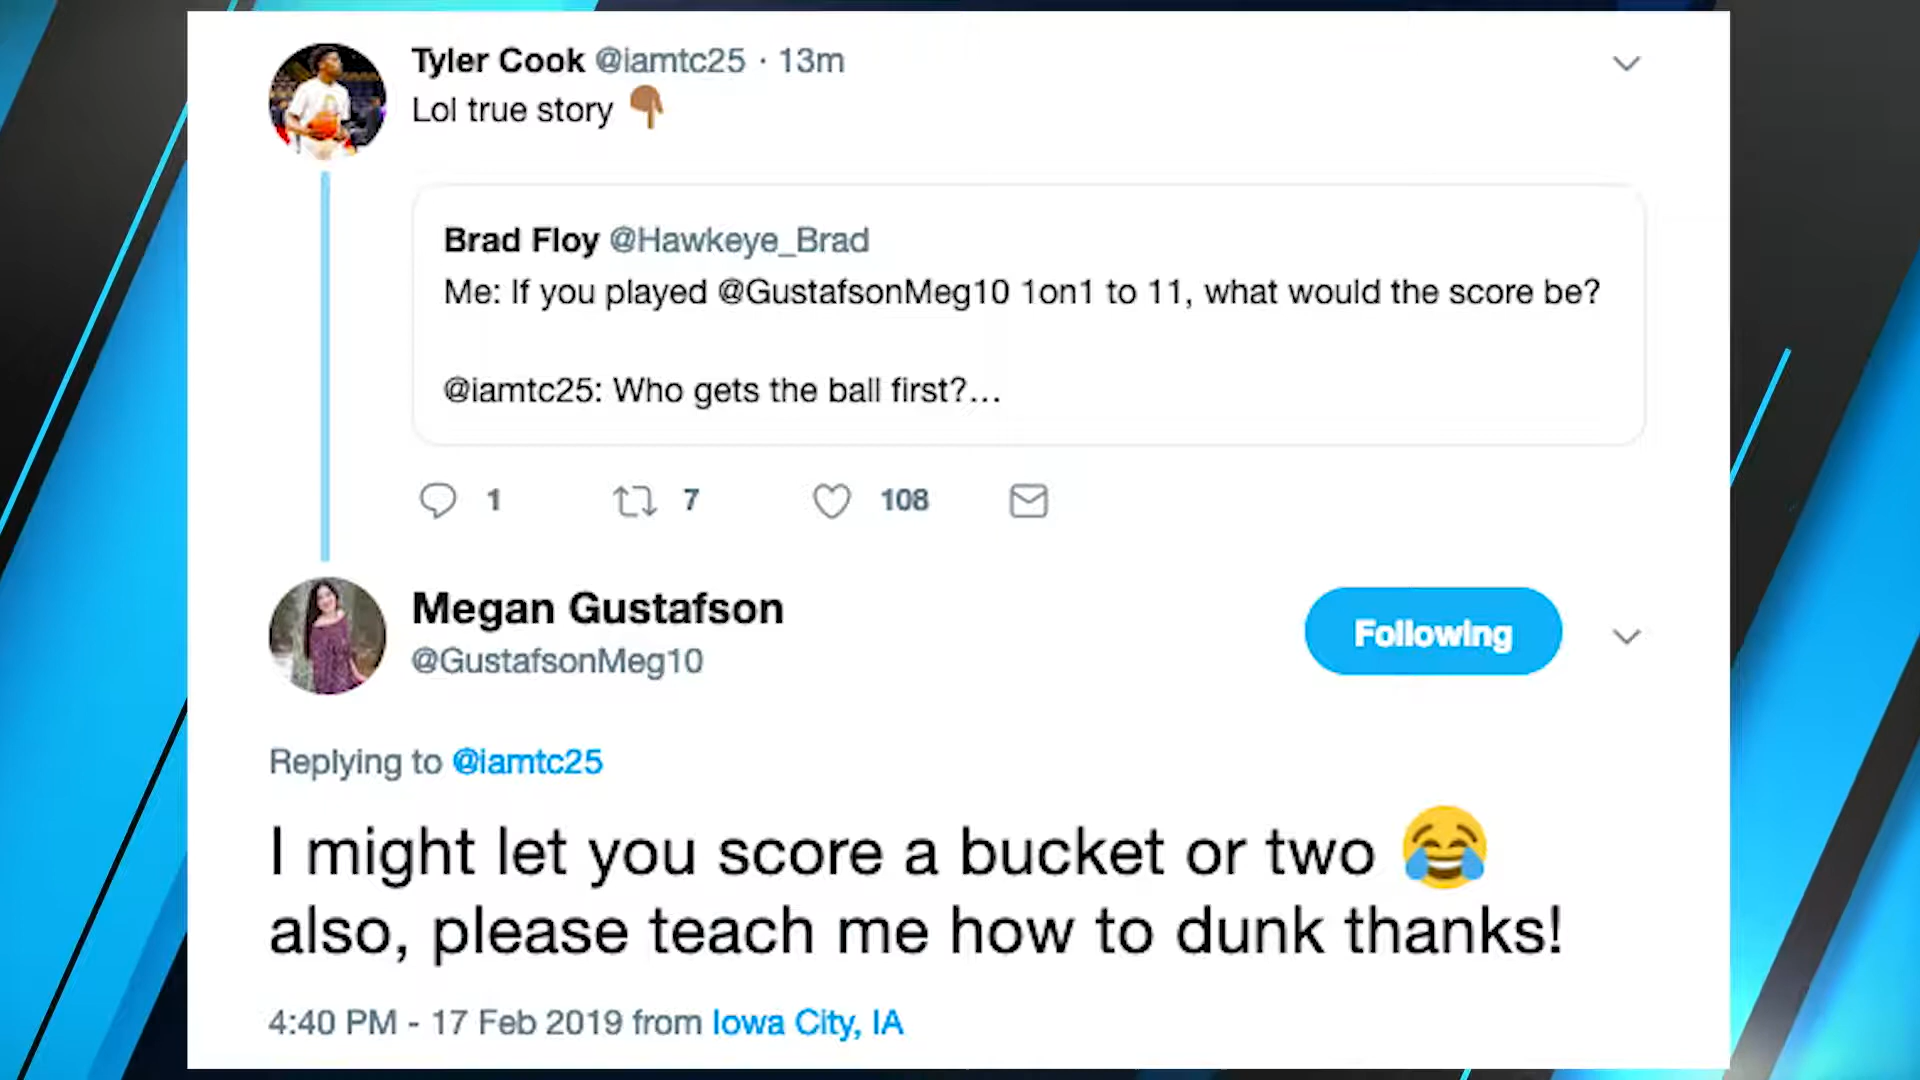 Tyler Cook @iamtc25 · 13m
Lol true story 👇🏾
Brad Floy @Hawkeye_Brad
Me: If you played @GustafsonMeg10 1on1 to 11, what would the score be?
@iamtc25: Who gets the ball first?...
1 7 108
Megan Gustafson
Following
@GustafsonMeg10
Replying to @iamtc25
I might let you score a bucket or two 😂
also, please teach me how to dunk thanks!
4:40 PM - 17 Feb 2019 from Iowa City, IA